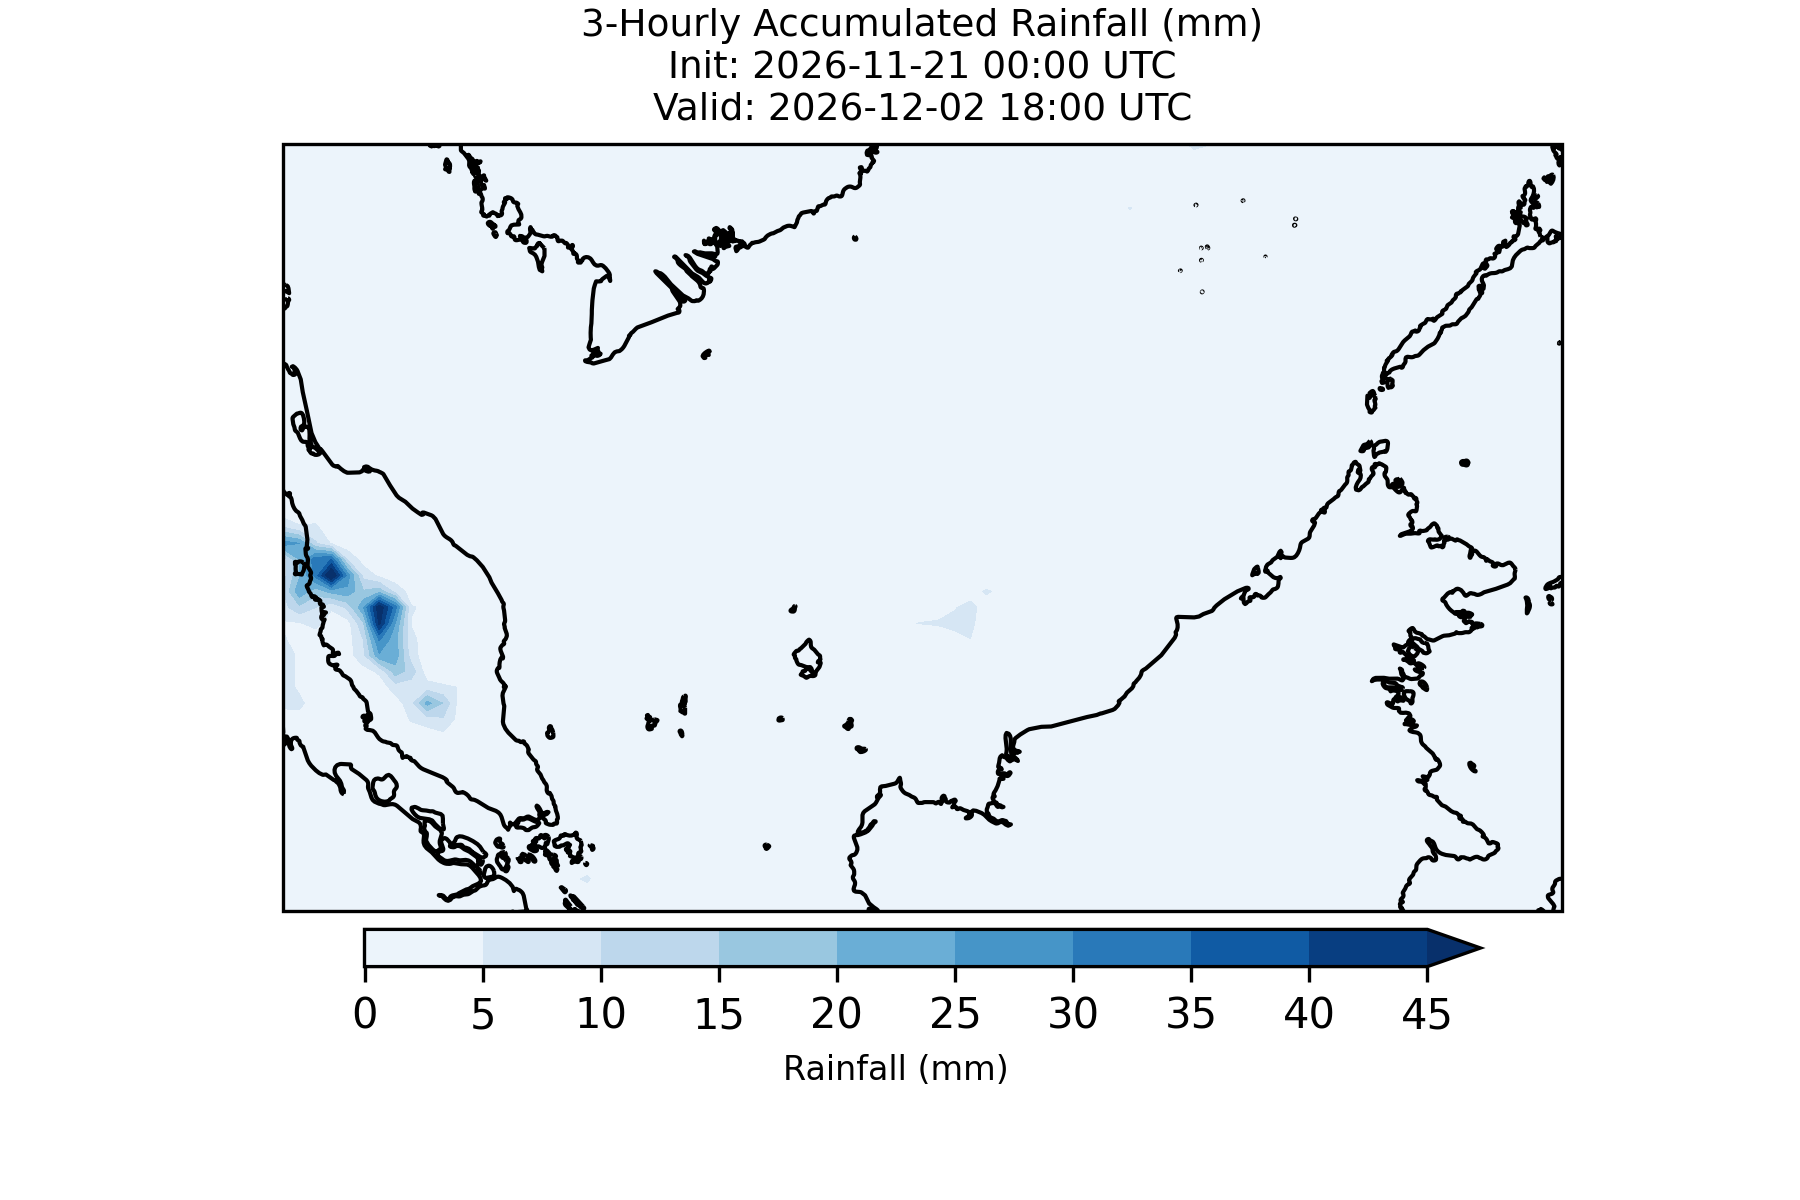 3-Hourly Accumulated Rainfall (mm)
Init: 2026-11-21 00:00 UTC
Valid: 2026-12-02 18:00 UTC
0 5 10 15 20 25 30 35 40 45
Rainfall (mm)